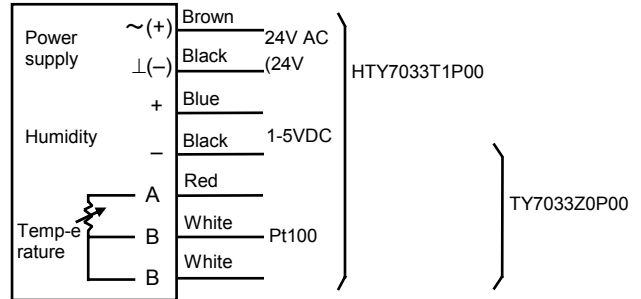 Power supply
~(+) Brown
24V AC
⊥(−) Black
(24V
+ Blue
Humidity
− Black
1-5VDC
A Red
Temp-e
rature
B White
Pt100
B White
HTY7033T1P00
TY7033Z0P00